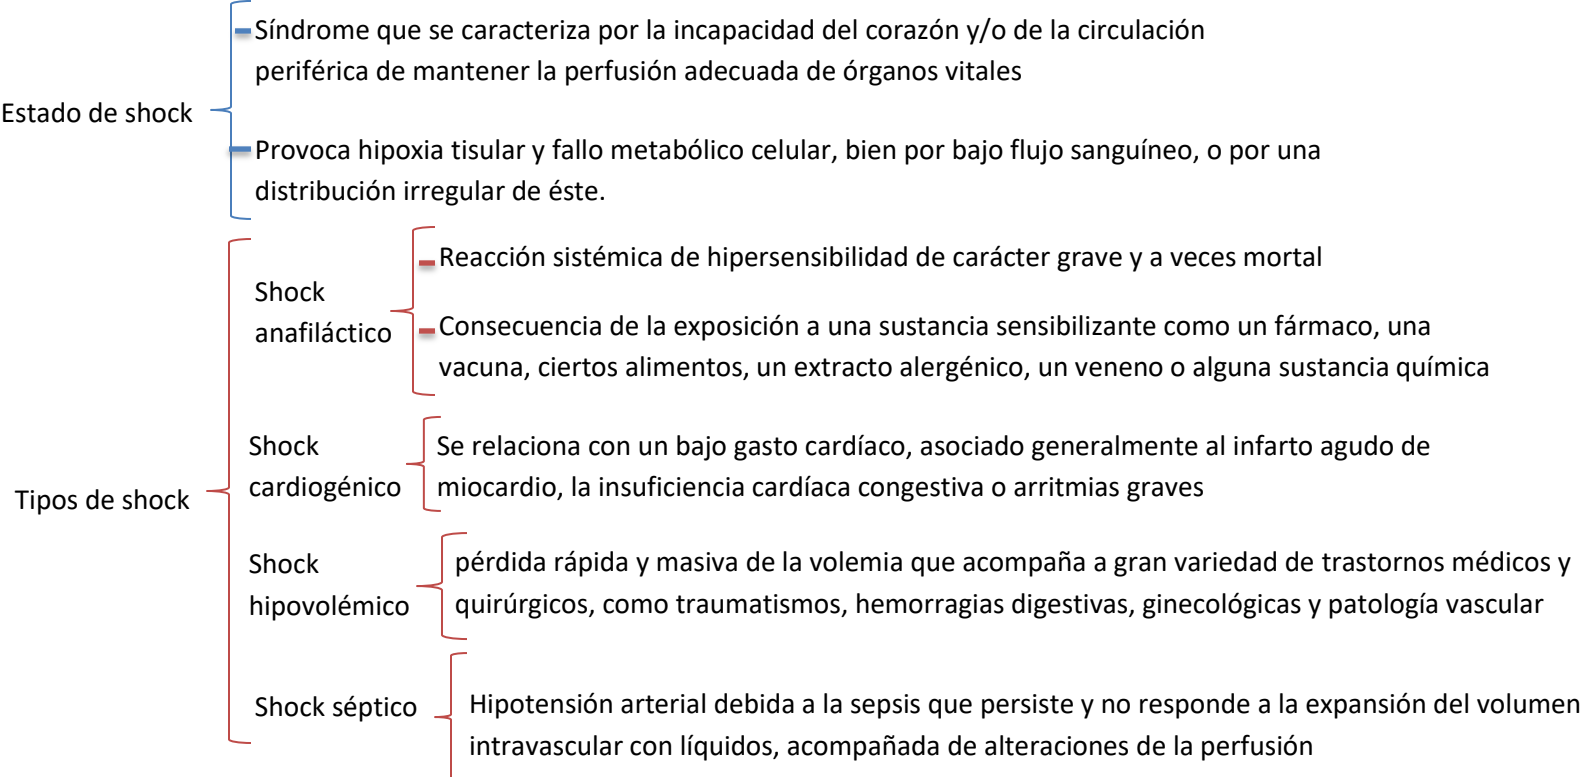 Síndrome que se caracteriza por la incapacidad del corazón y/o de la circulación
periférica de mantener la perfusión adecuada de órganos vitales
Estado de shock
Provoca hipoxia tisular y fallo metabólico celular, bien por bajo flujo sanguíneo, o por una
distribución irregular de éste.
Reacción sistémica de hipersensibilidad de carácter grave y a veces mortal
Shock
anafiláctico
Consecuencia de la exposición a una sustancia sensibilizante como un fármaco, una
vacuna, ciertos alimentos, un extracto alergénico, un veneno o alguna sustancia química
Tipos de shock
Shock
cardiogénico
Se relaciona con un bajo gasto cardíaco, asociado generalmente al infarto agudo de
miocardio, la insuficiencia cardíaca congestiva o arritmias graves
Shock
hipovolémico
pérdida rápida y masiva de la volemia que acompaña a gran variedad de trastornos médicos y
quirúrgicos, como traumatismos, hemorragias digestivas, ginecológicas y patología vascular
Shock séptico
Hipotensión arterial debida a la sepsis que persiste y no responde a la expansión del volumen
intravascular con líquidos, acompañada de alteraciones de la perfusión